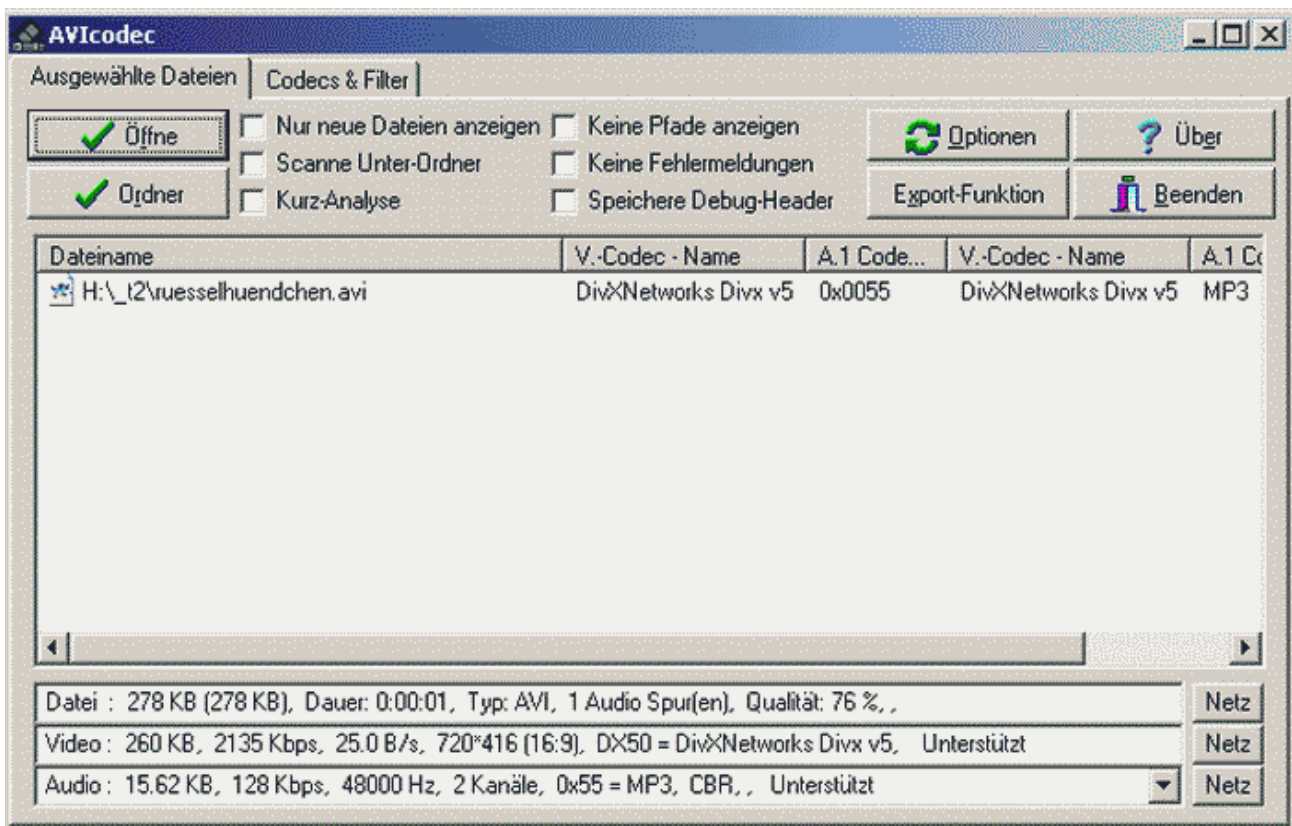 AVIcodec
Ausgewählte Dateien Codecs & Filter
Öffne Nur neue Dateien anzeigen Keine Pfade anzeigen Optionen Über
Scanne Unter-Ordner Keine Fehlermeldungen
Ordner Kurz-Analyse Speichere Debug-Header Export-Funktion Beenden
Dateiname V.-Codec - Name A.1 Code... V.-Codec - Name A.1 Co
H:\_t2\ruesselhuendchen.avi DivXNetworks Divx v5 0x0055 DivXNetworks Divx v5 MP3
Datei : 278 KB (278 KB), Dauer: 0:00:01, Typ: AVI, 1 Audio Spur(en), Qualität: 76 %, , Netz
Video : 260 KB, 2135 Kbps, 25.0 B/s, 720*416 (16:9), DX50 = DivXNetworks Divx v5, Unterstützt Netz
Audio : 15.62 KB, 128 Kbps, 48000 Hz, 2 Kanäle, 0x55 = MP3, CBR, , Unterstützt Netz